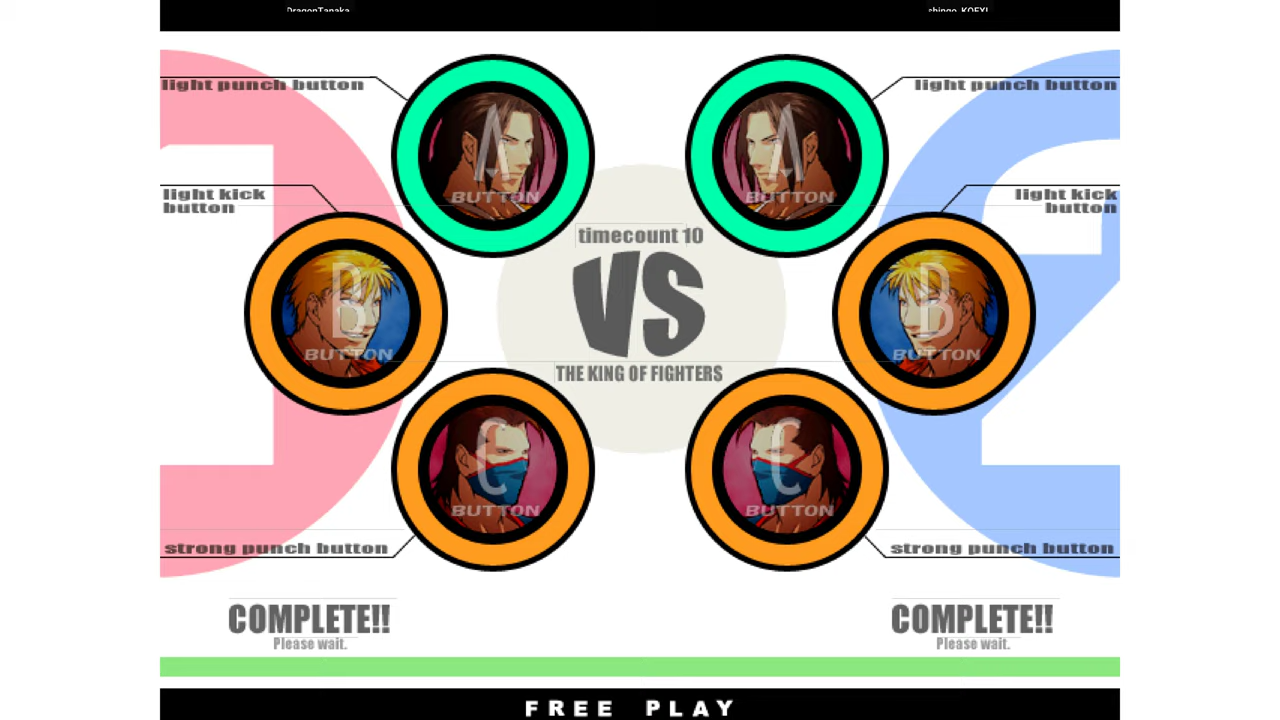 DragonTanaka
shingo_KOFXI
light punch button
light punch button
A
BUTTON
A
BUTTON
light kick
button
light kick
button
timecount 10
VS
THE KING OF FIGHTERS
B
BUTTON
B
BUTTON
1
2
C
BUTTON
C
BUTTON
strong punch button
strong punch button
COMPLETE!!
Please wait.
COMPLETE!!
Please wait.
FREE PLAY